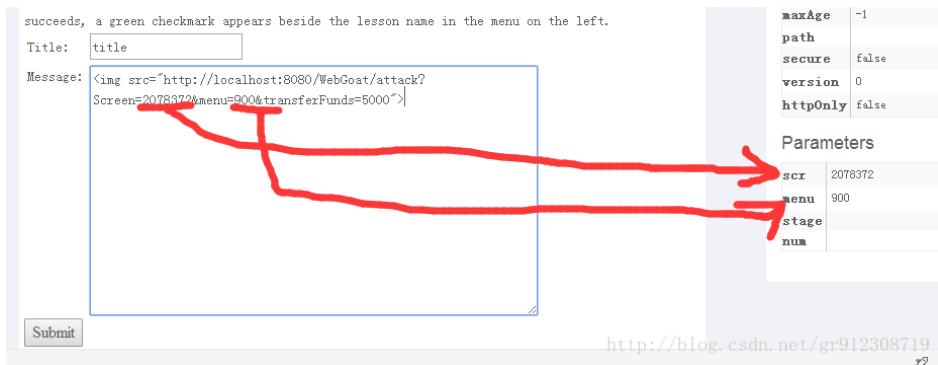 succeeds, a green checkmark appears beside the lesson name in the menu on the left.
Title: title
Message: <img src="http://localhost:8080/WebGoat/attack?
Screen=2078372&menu=900&transferFunds=5000">
Submit
maxAge -1
path
secure false
version 0
httpOnly false
Parameters
scr 2078372
menu 900
stage
num
http://blog.csdn.net/gr912308719